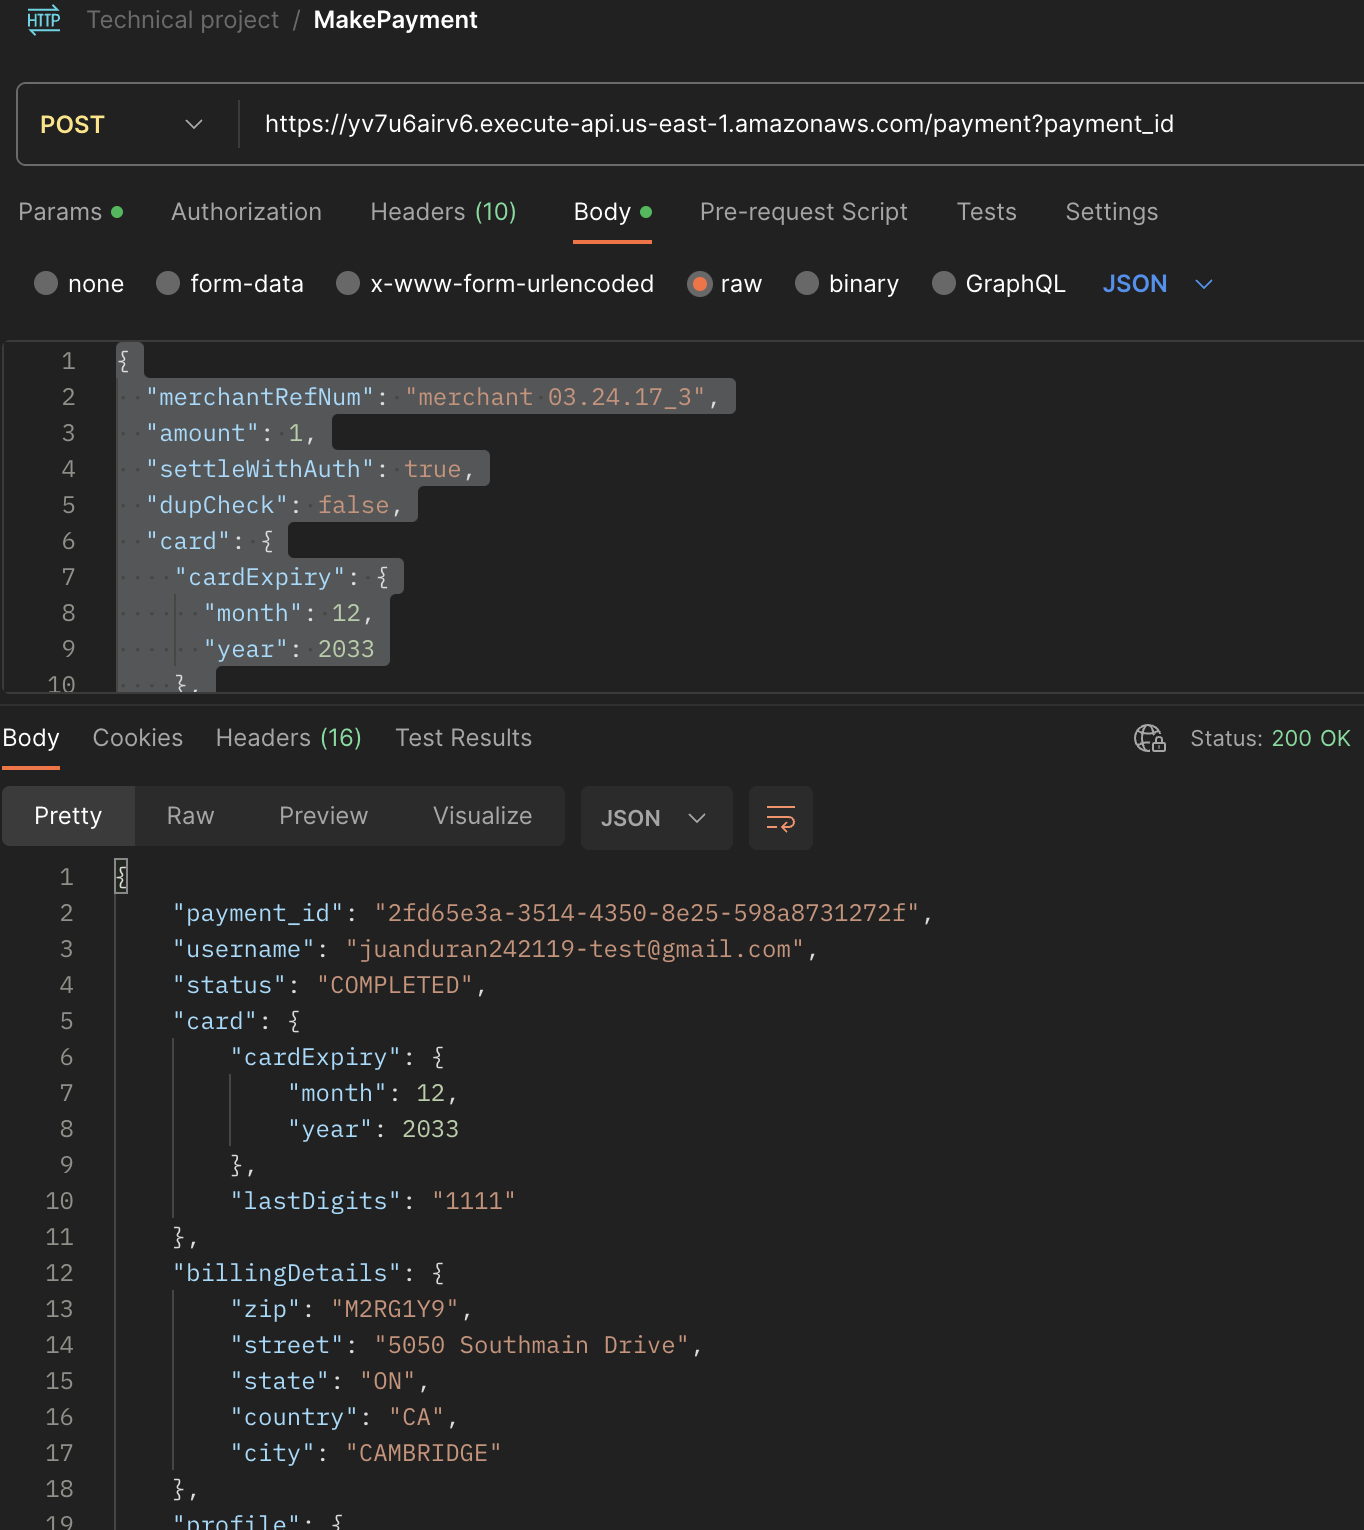 HTTP Technical project / MakePayment
POST https://yv7u6airv6.execute-api.us-east-1.amazonaws.com/payment?payment_id
Params Authorization Headers (10) Body Pre-request Script Tests Settings
none form-data x-www-form-urlencoded raw binary GraphQL JSON
1 {
2 "merchantRefNum": "merchant 03.24.17_3",
3 "amount": 1,
4 "settleWithAuth": true,
5 "dupCheck": false,
6 "card": {
7 "cardExpiry": {
8 "month": 12,
9 "year": 2033
10 },
Body Cookies Headers (16) Test Results Status: 200 OK
Pretty Raw Preview Visualize JSON
1 {
2 "payment_id": "2fd65e3a-3514-4350-8e25-598a8731272f",
3 "username": "juanduran242119-test@gmail.com",
4 "status": "COMPLETED",
5 "card": {
6 "cardExpiry": {
7 "month": 12,
8 "year": 2033
9 },
10 "lastDigits": "1111"
11 },
12 "billingDetails": {
13 "zip": "M2RG1Y9",
14 "street": "5050 Southmain Drive",
15 "state": "ON",
16 "country": "CA",
17 "city": "CAMBRIDGE"
18 },
19 "profile": {